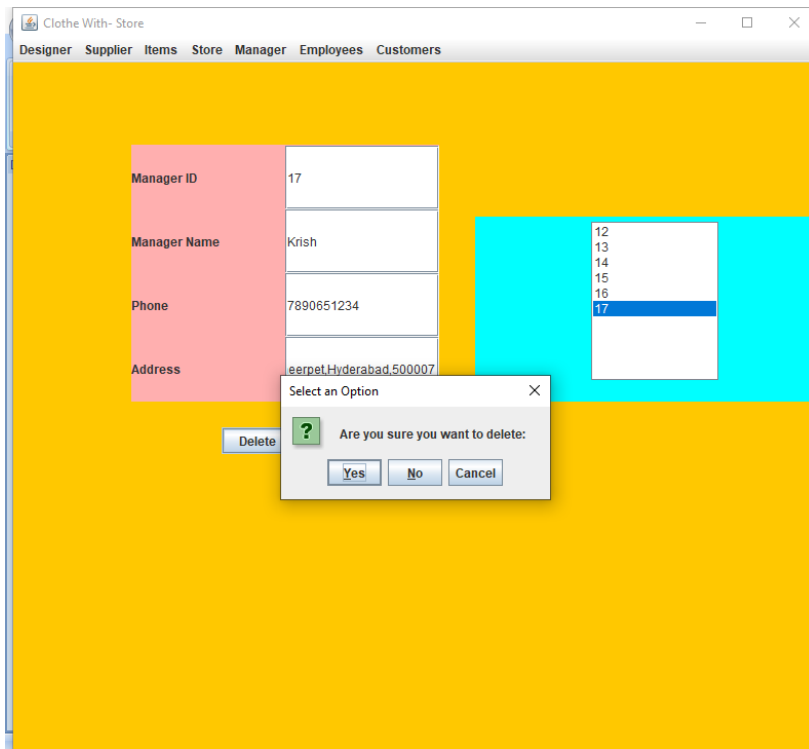 Clothe With- Store
Designer Supplier Items Store Manager Employees Customers
Manager ID 17
Manager Name Krish
Phone 7890651234
Address eerpet,Hyderabad,500007
12
13
14
15
16
17
Delete
Select an Option
? Are you sure you want to delete:
Yes No Cancel